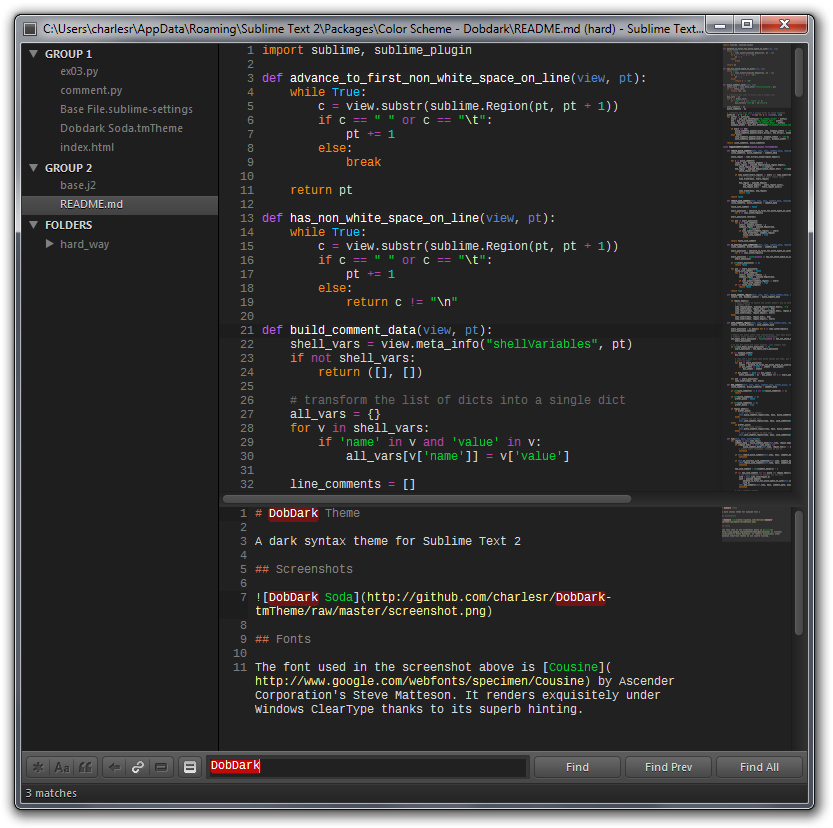 C:\Users\charlesr\AppData\Roaming\Sublime Text 2\Packages\Color Scheme - Dobdark\README.md (hard) - Sublime Text...
GROUP 1
ex03.py
comment.py
Base File.sublime-settings
Dobdark Soda.tmTheme
index.html
GROUP 2
base.j2
README.md
FOLDERS
hard_way
1 import sublime, sublime_plugin
2
3 def advance_to_first_non_white_space_on_line(view, pt):
4     while True:
5         c = view.substr(sublime.Region(pt, pt + 1))
6         if c == " " or c == "\t":
7             pt += 1
8         else:
9             break
10
11     return pt
12
13 def has_non_white_space_on_line(view, pt):
14     while True:
15         c = view.substr(sublime.Region(pt, pt + 1))
16         if c == " " or c == "\t":
17             pt += 1
18         else:
19             return c != "\n"
20
21 def build_comment_data(view, pt):
22     shell_vars = view.meta_info("shellVariables", pt)
23     if not shell_vars:
24         return ([], [])
25
26     # transform the list of dicts into a single dict
27     all_vars = {}
28     for v in shell_vars:
29         if 'name' in v and 'value' in v:
30             all_vars[v['name']] = v['value']
31
32     line_comments = []
1 # DobDark Theme
2
3 A dark syntax theme for Sublime Text 2
4
5 ## Screenshots
6
7 ![DobDark Soda](http://github.com/charlesr/DobDark-
tmTheme/raw/master/screenshot.png)
8
9 ## Fonts
10
11 The font used in the screenshot above is [Cousine](
http://www.google.com/webfonts/specimen/Cousine) by Ascender
Corporation's Steve Matteson. It renders exquisitely under
Windows ClearType thanks to its superb hinting.
Aa DobDark Find Find Prev Find All
3 matches